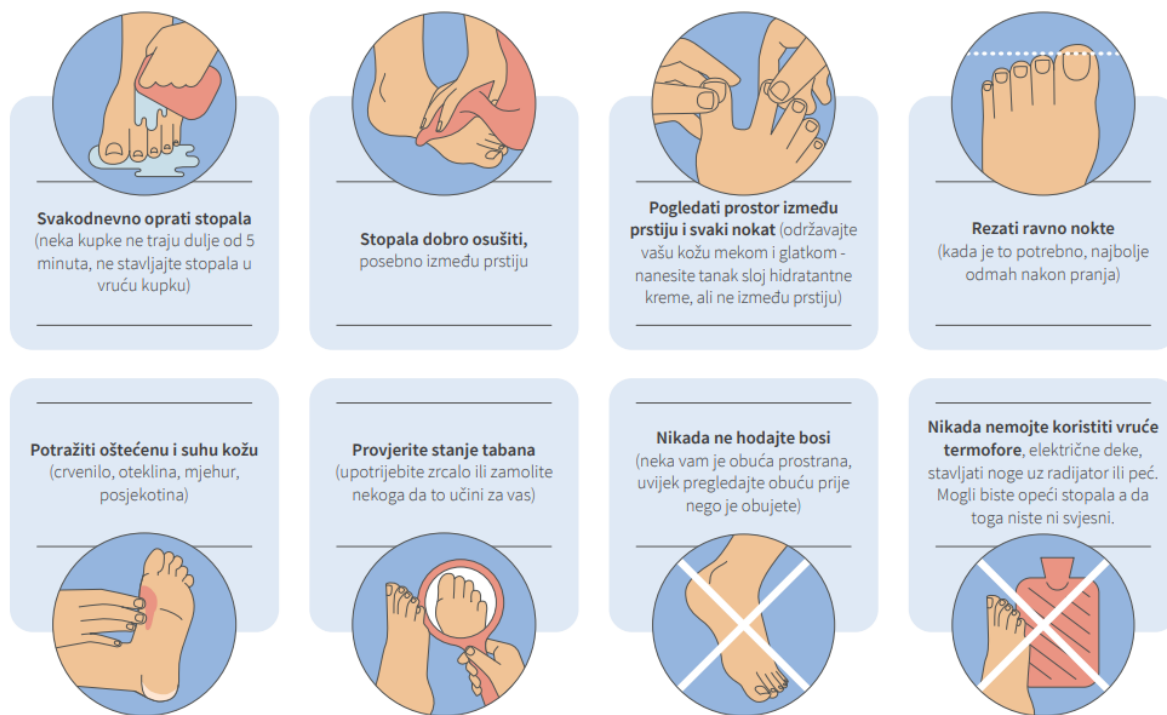 Svakodnevno oprati stopala
(neka kupke ne traju dulje od 5
minuta, ne stavljajte stopala u
vruću kupku)
Stopala dobro osušiti,
posebno između prstiju
Pogledati prostor između
prstiju i svaki nokat (održavajte
vašu kožu mekom i glatkom -
nanesite tanak sloj hidratantne
kreme, ali ne između prstiju)
Rezati ravno nokte
(kada je to potrebno, najbolje
odmah nakon pranja)
Potražiti oštećenu i suhu kožu
(crvenilo, oteklina, mjehur,
posjekotina)
Provjerite stanje tabana
(upotrijebite zrcalo ili zamolite
nekoga da to učini za vas)
Nikada ne hodajte bosi
(neka vam je obuća prostrana,
uvijek pregledajte obuću prije
nego je obujete)
Nikada nemojte koristiti vruće
termofore, električne deke,
stavljati noge uz radijator ili peć.
Mogli biste opeći stopala a da
toga niste ni svjesni.